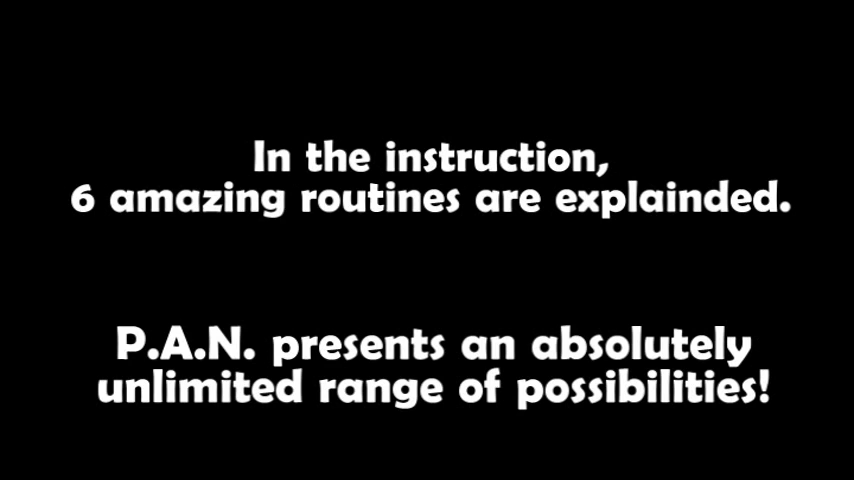 In the instruction,
6 amazing routines are explainded.
P.A.N. presents an absolutely
unlimited range of possibilities!